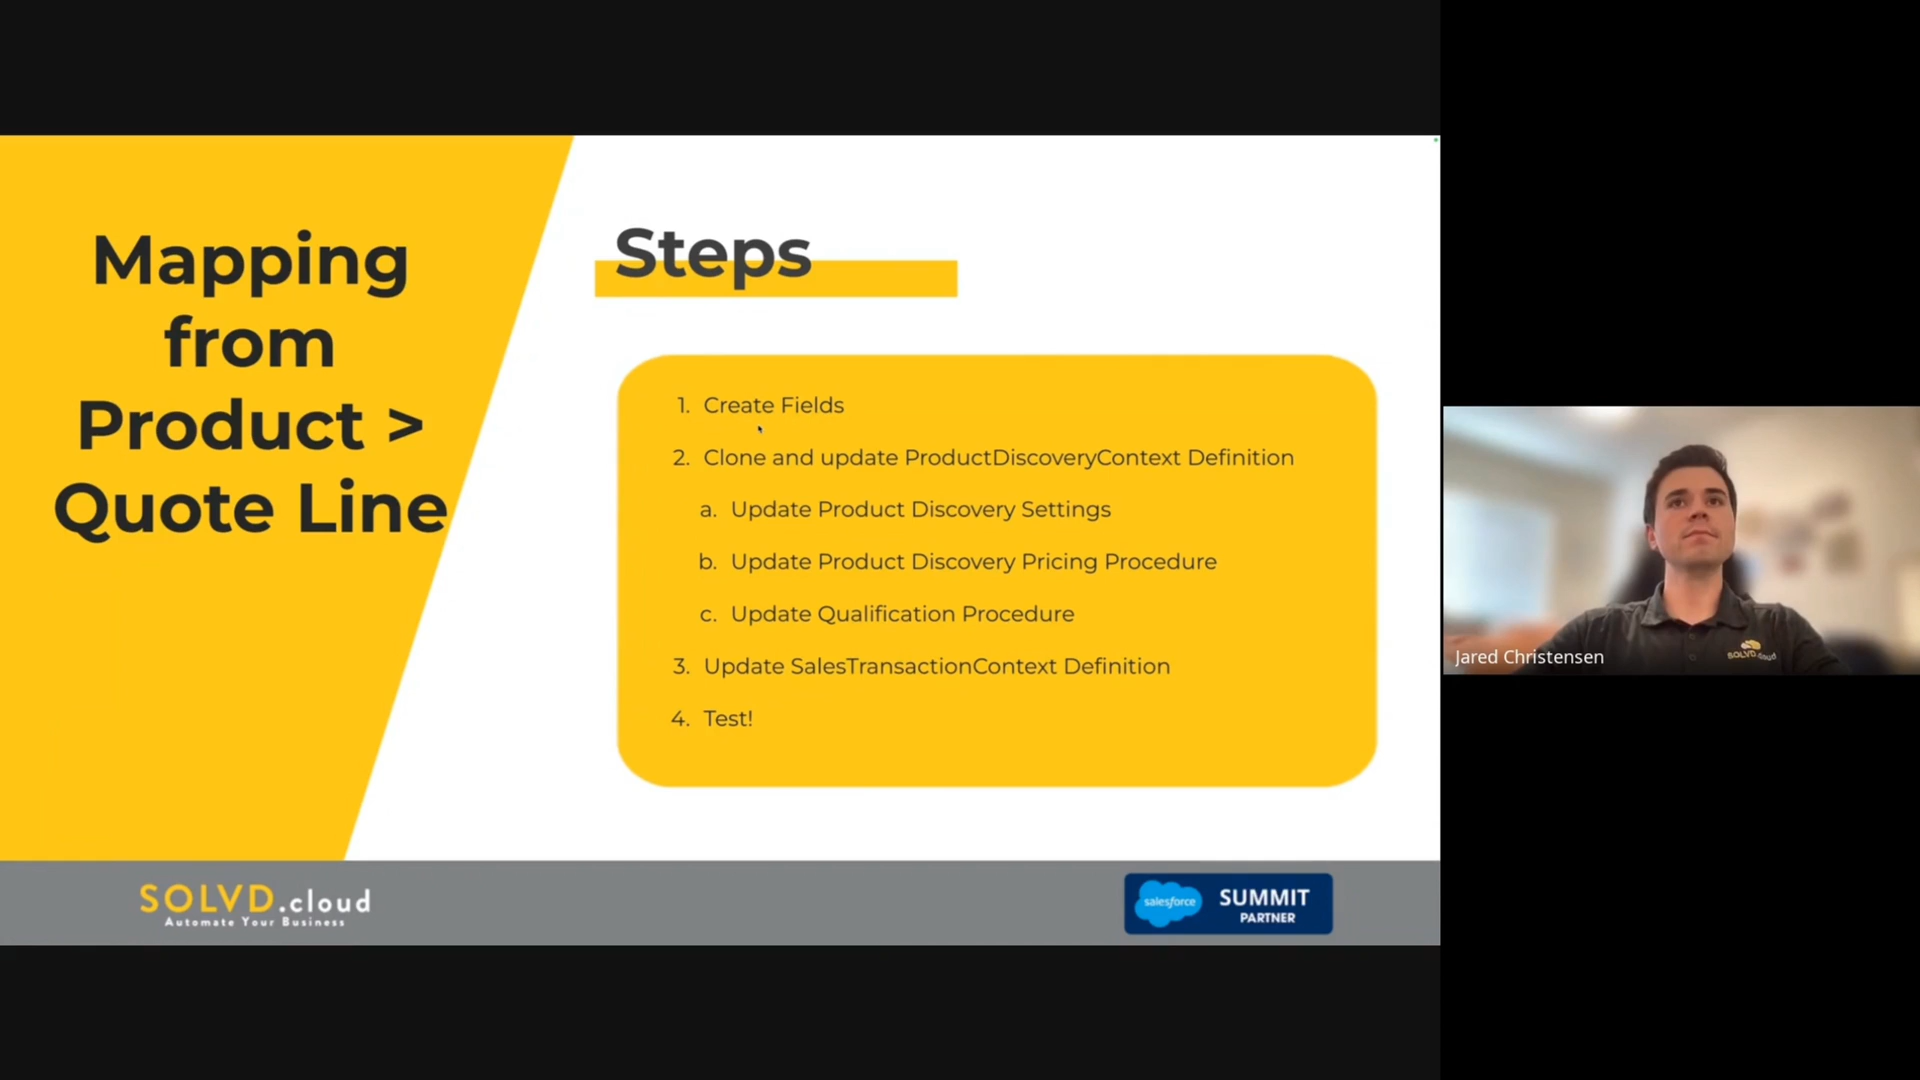 Mapping
from
Product >
Quote Line
Steps
1. Create Fields
2. Clone and update ProductDiscoveryContext Definition
a. Update Product Discovery Settings
b. Update Product Discovery Pricing Procedure
c. Update Qualification Procedure
3. Update SalesTransactionContext Definition
4. Test!
SOLVD.cloud
Automate Your Business
salesforce
SUMMIT
PARTNER
SOLVD.cloud
Jared Christensen